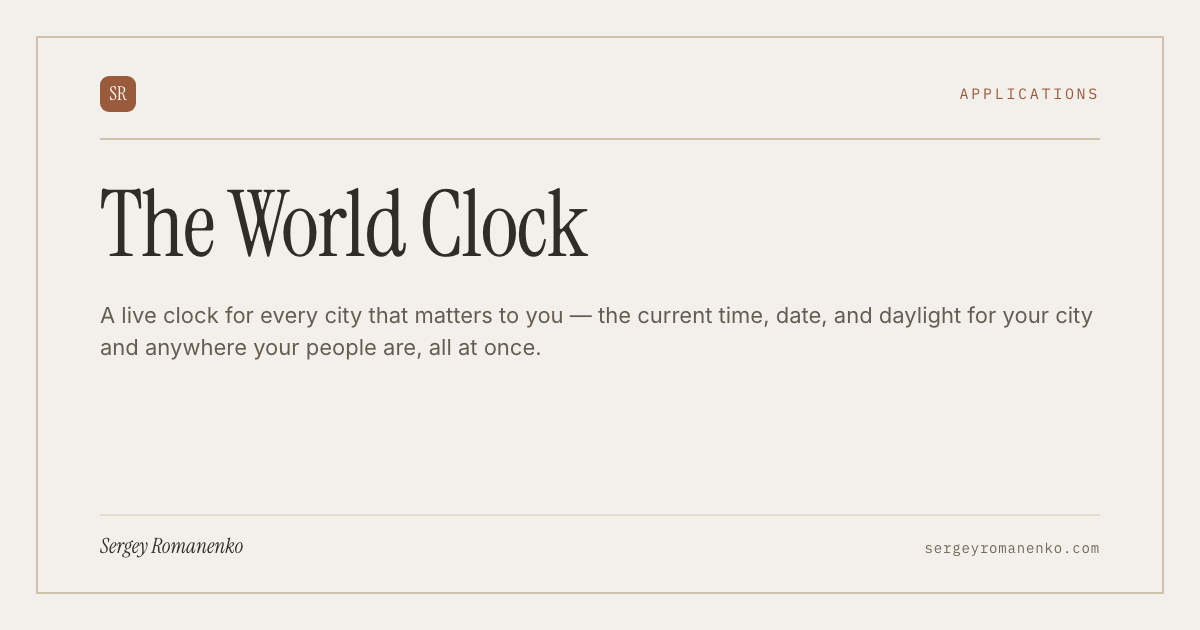 SR
APPLICATIONS
The World Clock
A live clock for every city that matters to you — the current time, date, and daylight for your city
and anywhere your people are, all at once.
Sergey Romanenko
sergeyromanenko.com